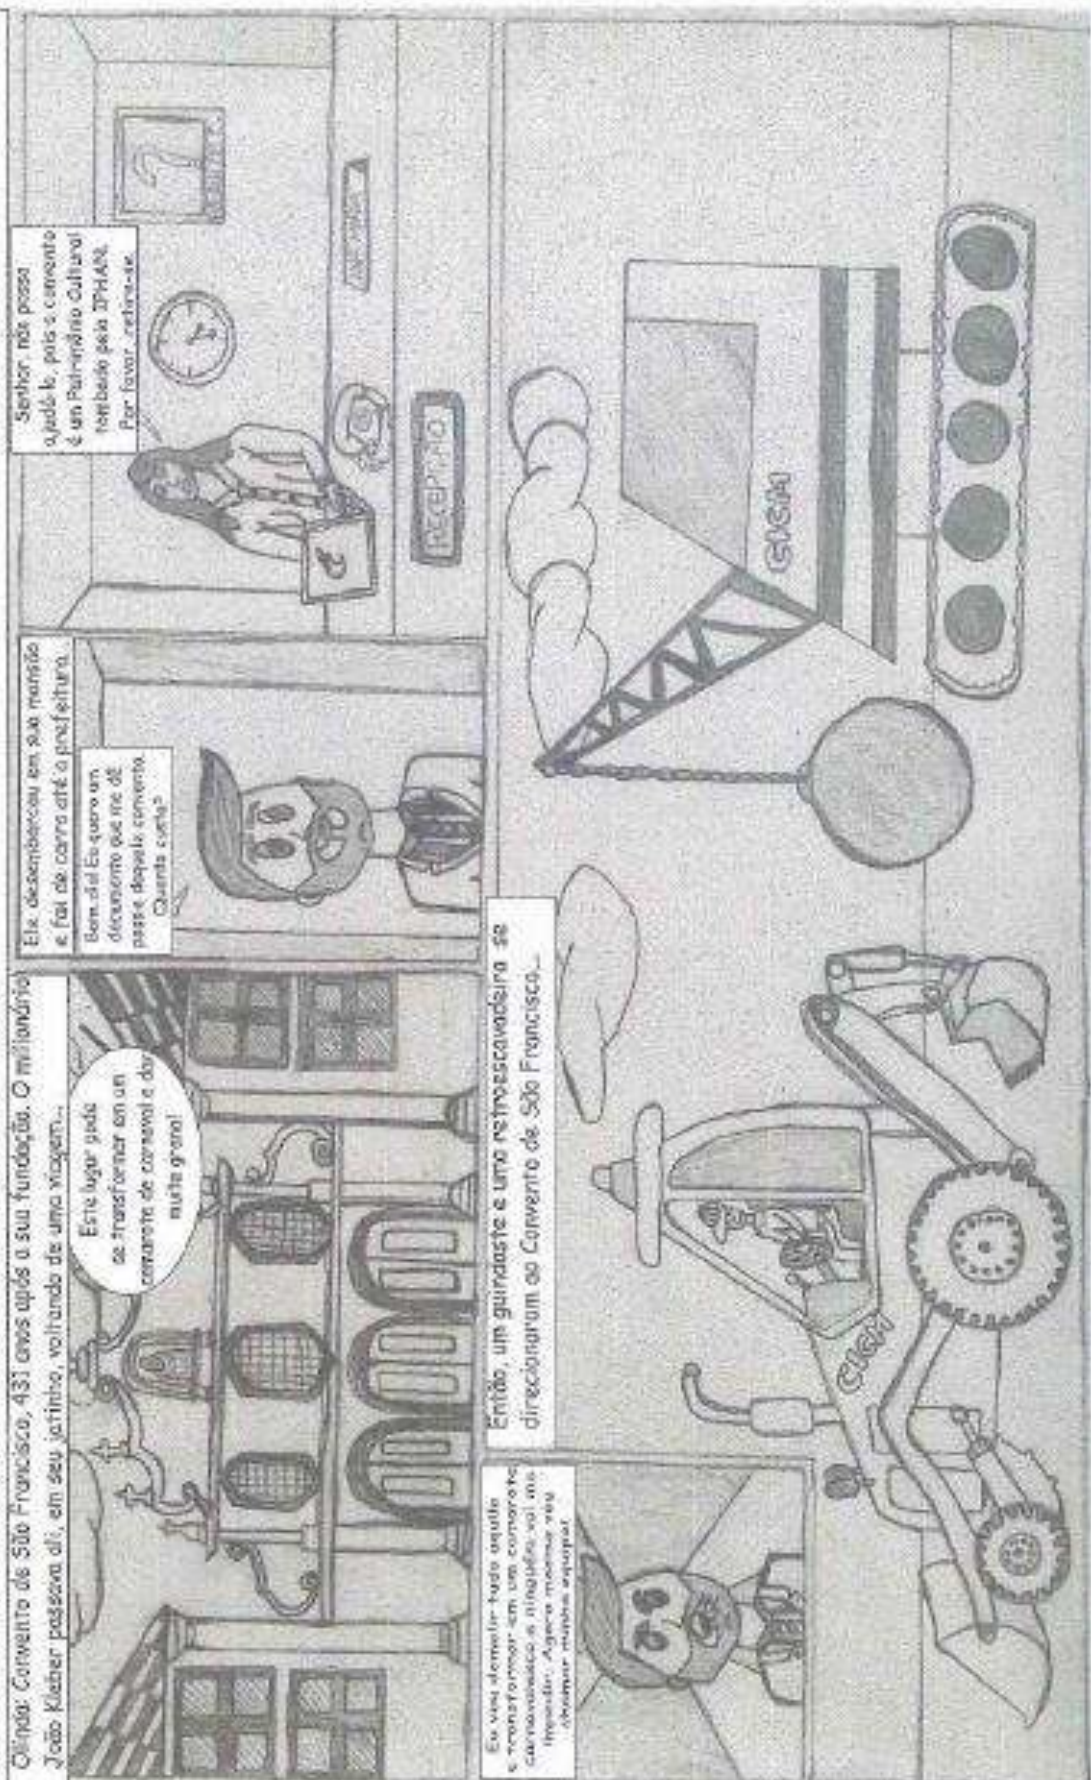 Olinda: Convento de São Francisco, 431 anos após a sua fundação. O milionário
João Kleber passava ali, em seu jatinho, voltando de uma viagem...
Este lugar pode
se transformar em um
camarote de carnaval e dar
muita grana!
Ele desembarcou em sua mansão
e foi de carro até a prefeitura.
Bom dia! Eu quero um
documento que me dê
posse daquele convento.
Quanto custa?
Senhor não posso
ajudá-lo, pois o convento
é um Patrimônio Cultural
tombado pelo IPHAN.
Por favor, retire-se.
?
RECEPÇÃO
Eu vou demolir tudo aquilo
e transformar em um camarote
carnavalesco e ninguém vai me
impedir. Agora mesmo vou
chamar minha equipe!
Então, um guindaste e uma retroescavadeira se
direcionaram ao Convento de São Francisco...
CIGM
CIGM